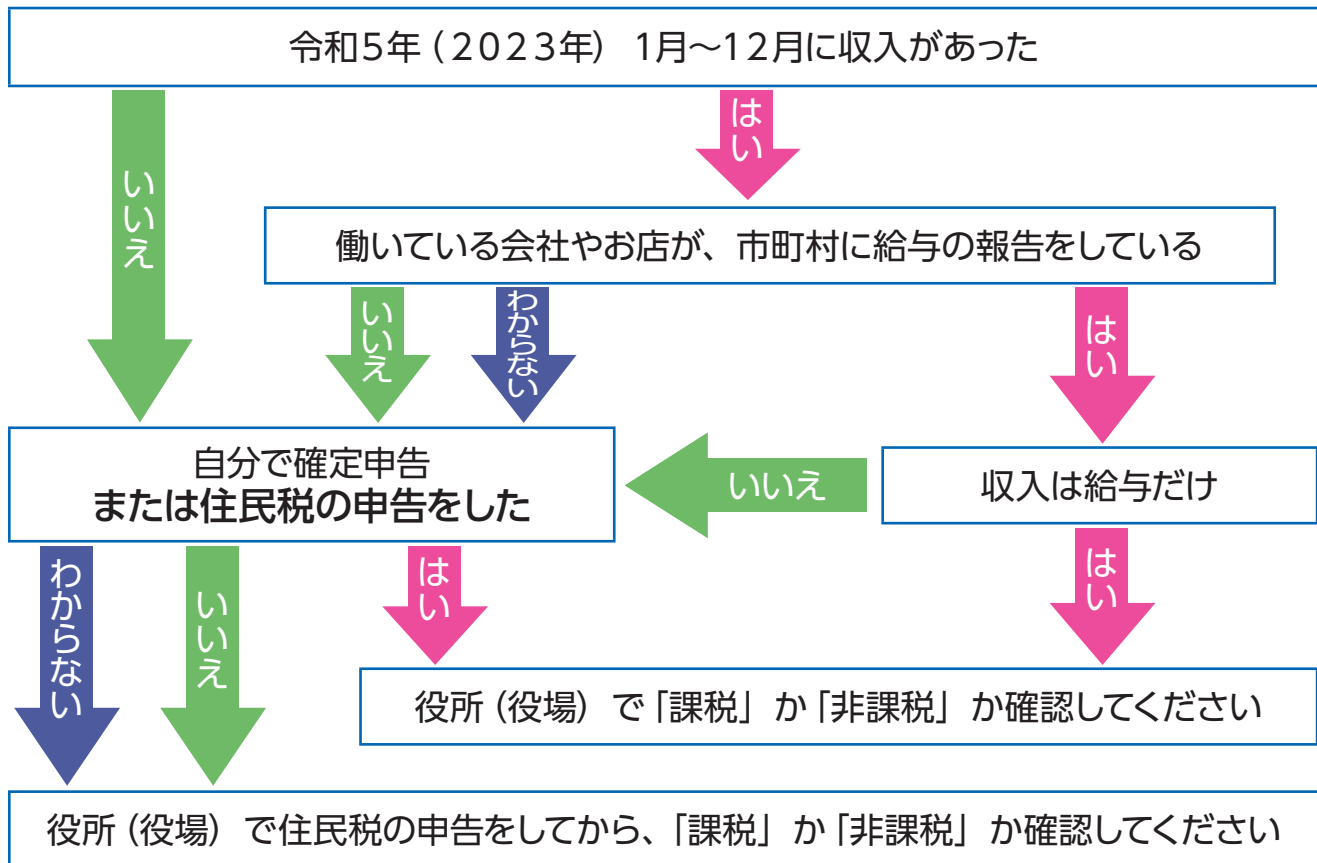 令和5年(2023年) 1月～12月に収入があった
いいえ
はい
働いている会社やお店が、市町村に給与の報告をしている
いいえ
わからない
はい
自分で確定申告
または住民税の申告をした
いいえ
収入は給与だけ
わからない
いいえ
はい
はい
役所(役場)で「課税」か「非課税」か確認してください
役所(役場)で住民税の申告をしてから、「課税」か「非課税」か確認してください